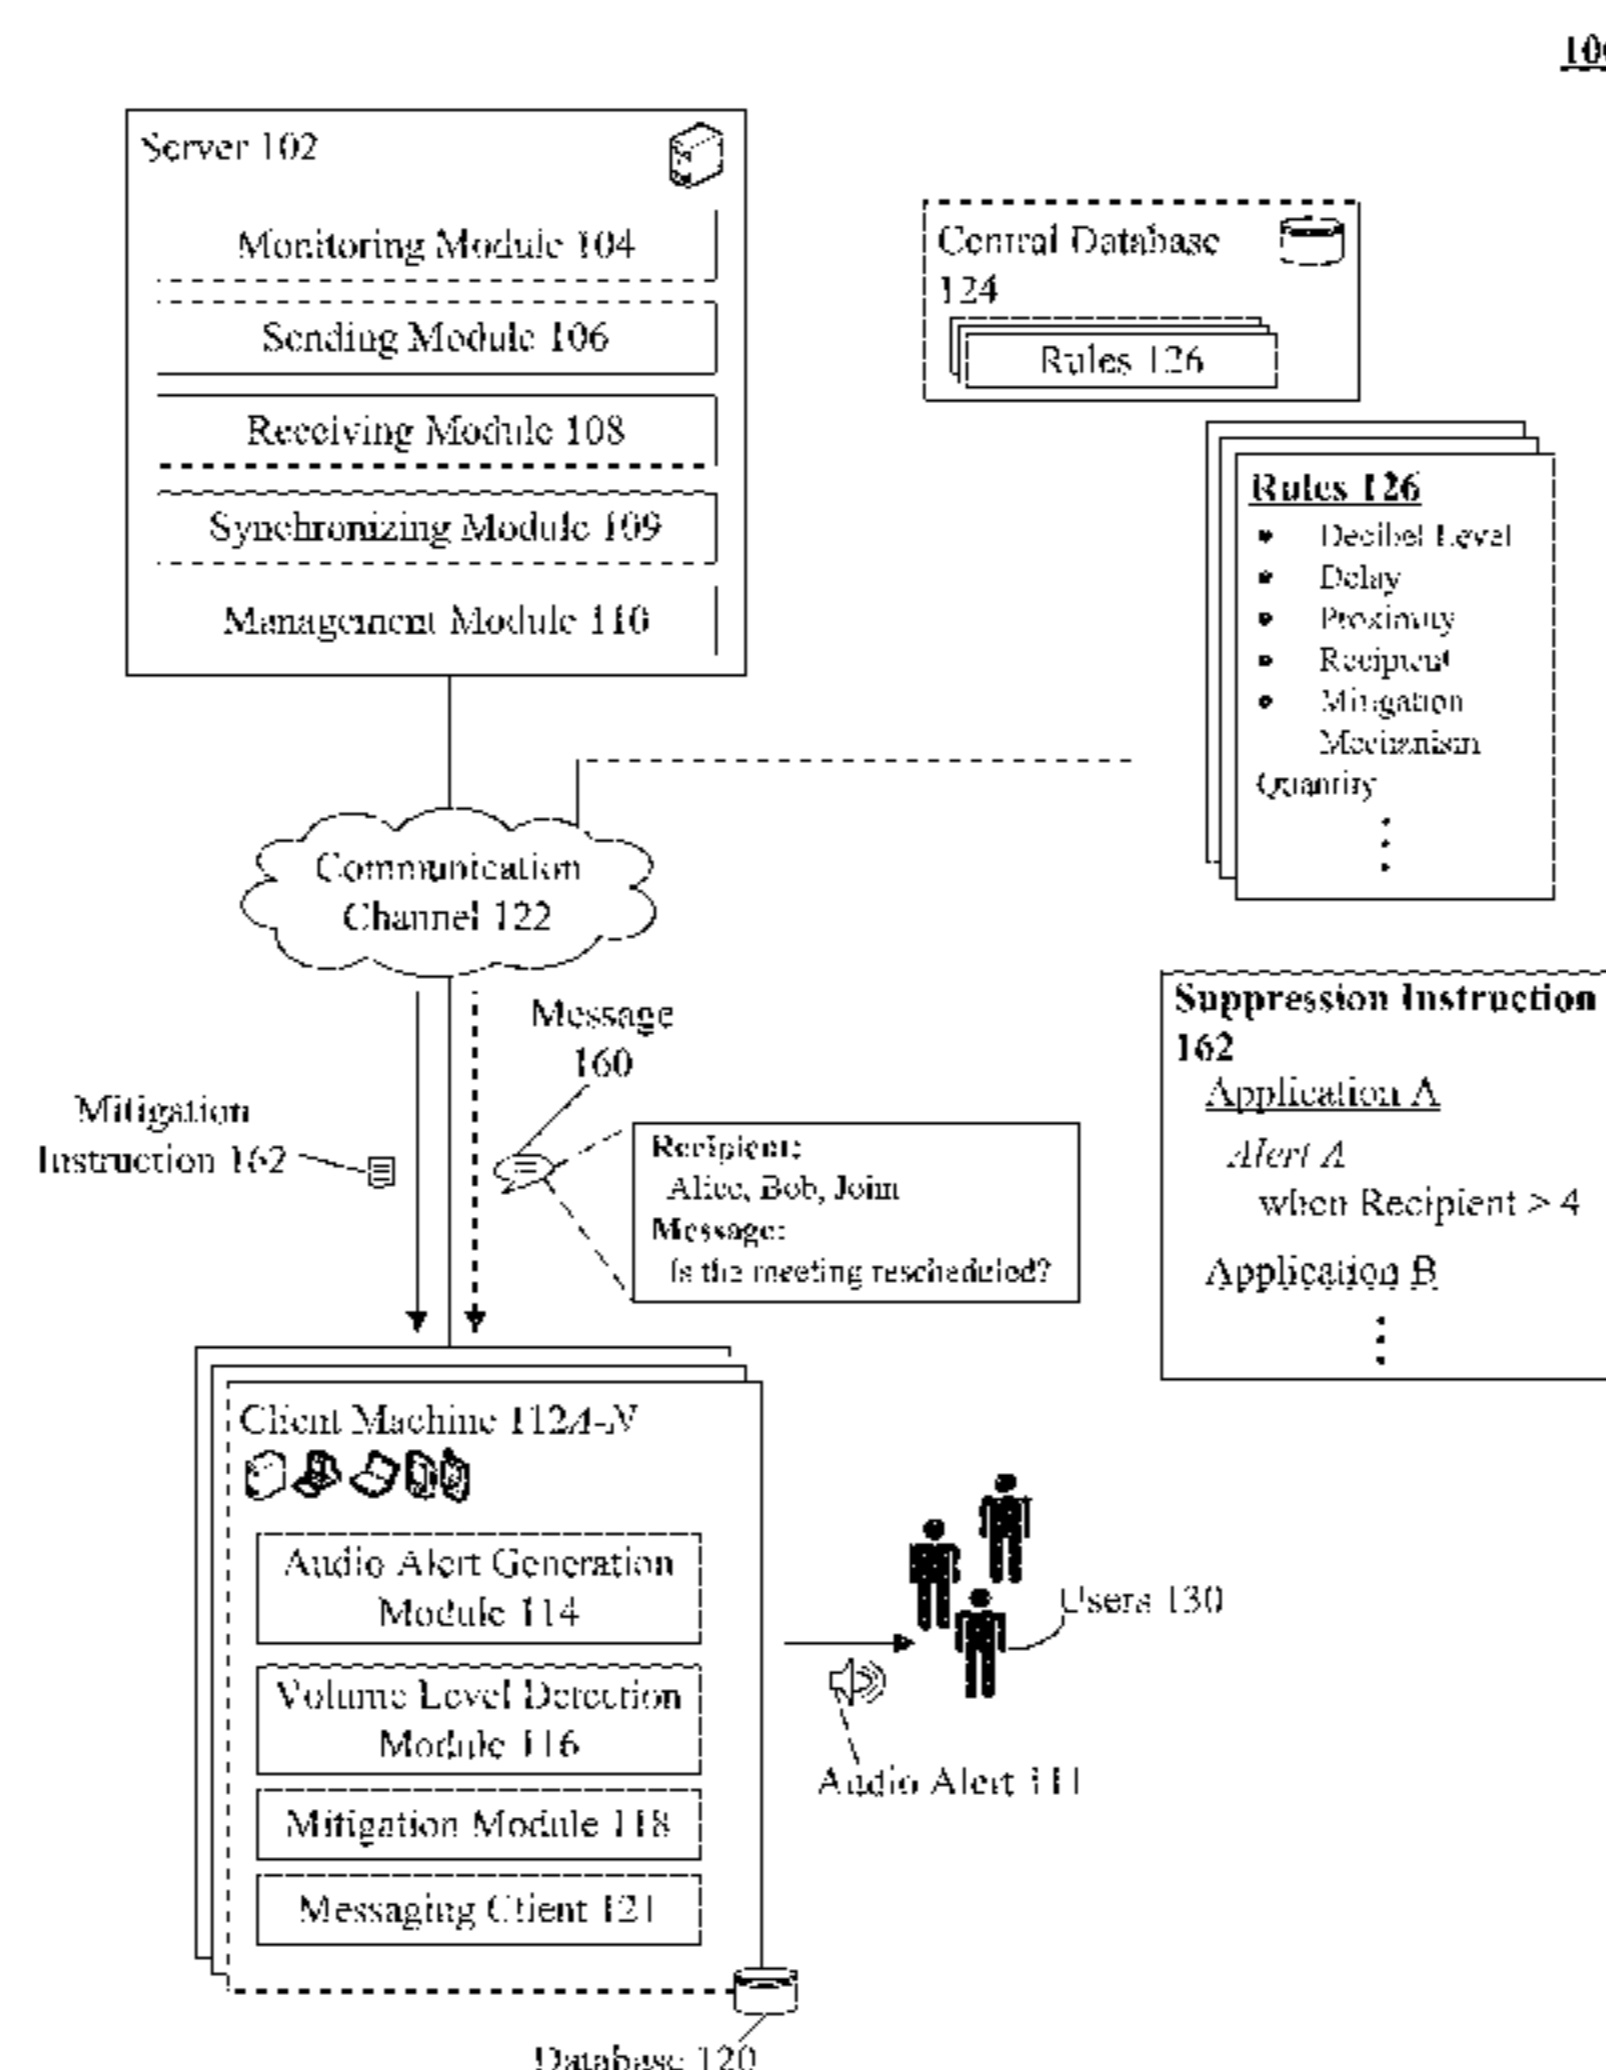 Server 102
Monitoring Module 104
Sending Module 106
Receiving Module 108
Synchronizing Module 109
Management Module 110
Central Database
124
Rules 126
Rules 126
• Decibel Level
• Delay
• Proximity
• Recipient
• Mitigation
Mechanism
Quantity
Communication
Channel 122
Message
160
Mitigation
Instruction 162
Recipient:
Alice, Bob, John
Message:
Is the meeting rescheduled?
Suppression Instruction
162
Application A
Alert A
when Recipient > 4
Application B
Client Machine 112A-N
Audio Alert Generation
Module 114
Volume Level Detection
Module 116
Mitigation Module 118
Messaging Client 121
Users 130
Audio Alert 111
Database 120